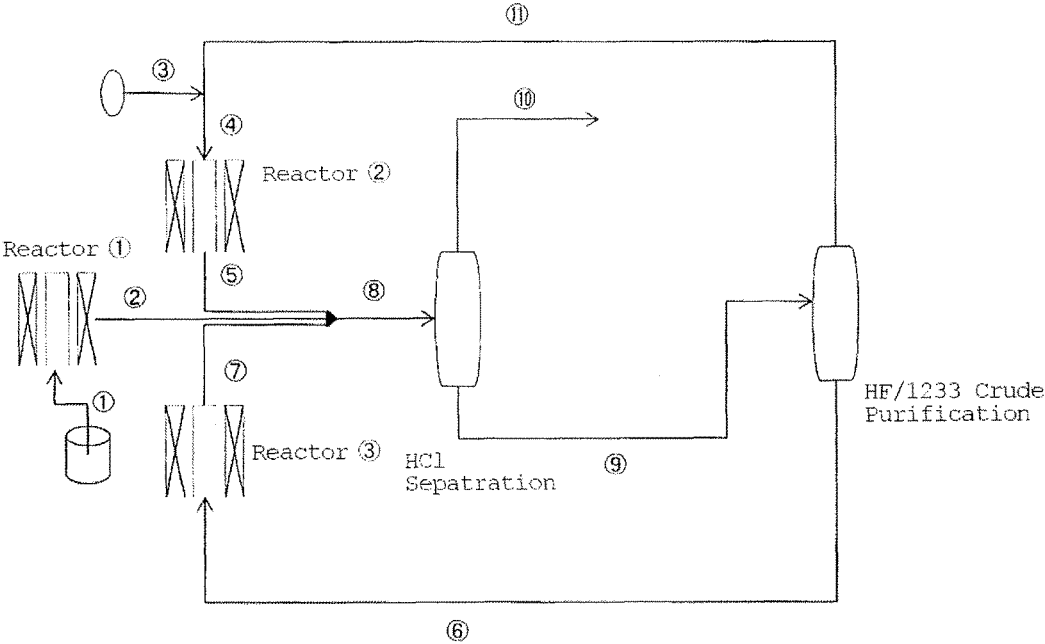 ⑪
③
⑩
④
Reactor ②
Reactor ①
⑤
②
⑧
⑦
①
HF/1233 Crude
Purification
Reactor ③
HCl
Sepatration
⑨
⑥